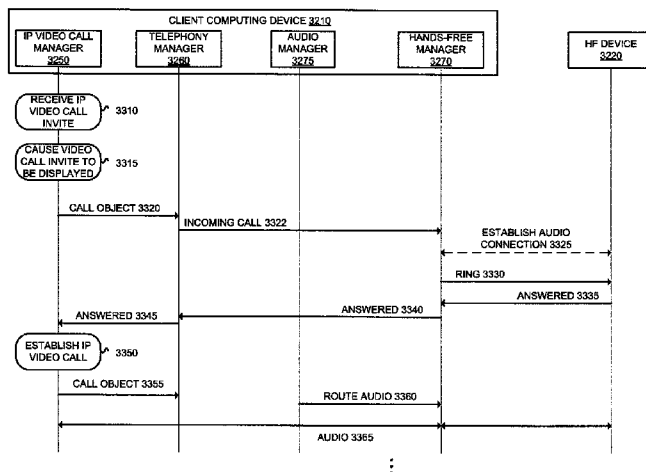 CLIENT COMPUTING DEVICE 3210
IP VIDEO CALL
MANAGER
3250
TELEPHONY
MANAGER
3260
AUDIO
MANAGER
3275
HANDS-FREE
MANAGER
3270
HF DEVICE
3220
RECEIVE IP
VIDEO CALL
INVITE
3310
CAUSE VIDEO
CALL INVITE TO
BE DISPLAYED
3315
CALL OBJECT 3320
INCOMING CALL 3322
ESTABLISH AUDIO
CONNECTION 3325
RING 3330
ANSWERED 3335
ANSWERED 3340
ANSWERED 3345
ESTABLISH IP
VIDEO CALL
3350
CALL OBJECT 3355
ROUTE AUDIO 3360
AUDIO 3365